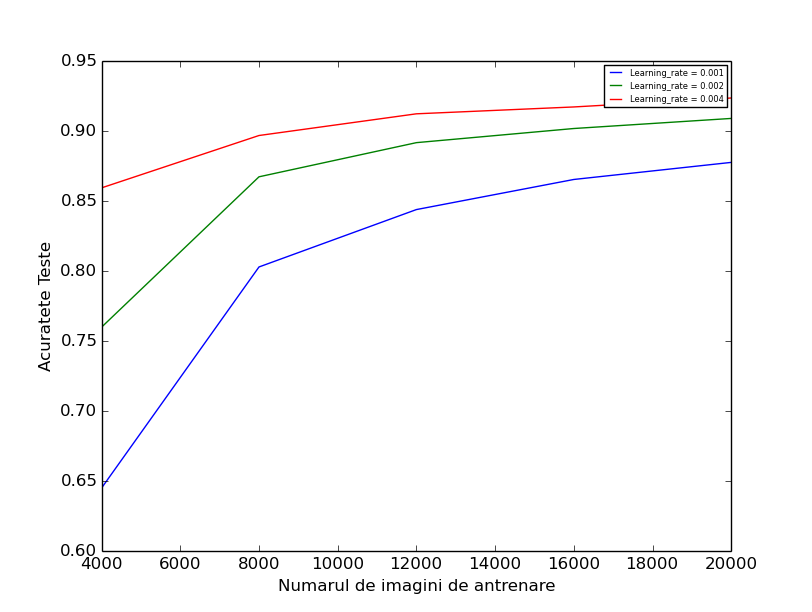 0.95
0.90
0.85
0.80
0.75
0.70
0.65
0.60
Acuratete Teste
4000 6000 8000 10000 12000 14000 16000 18000 20000
Numarul de imagini de antrenare
Learning_rate = 0.001
Learning_rate = 0.002
Learning_rate = 0.004